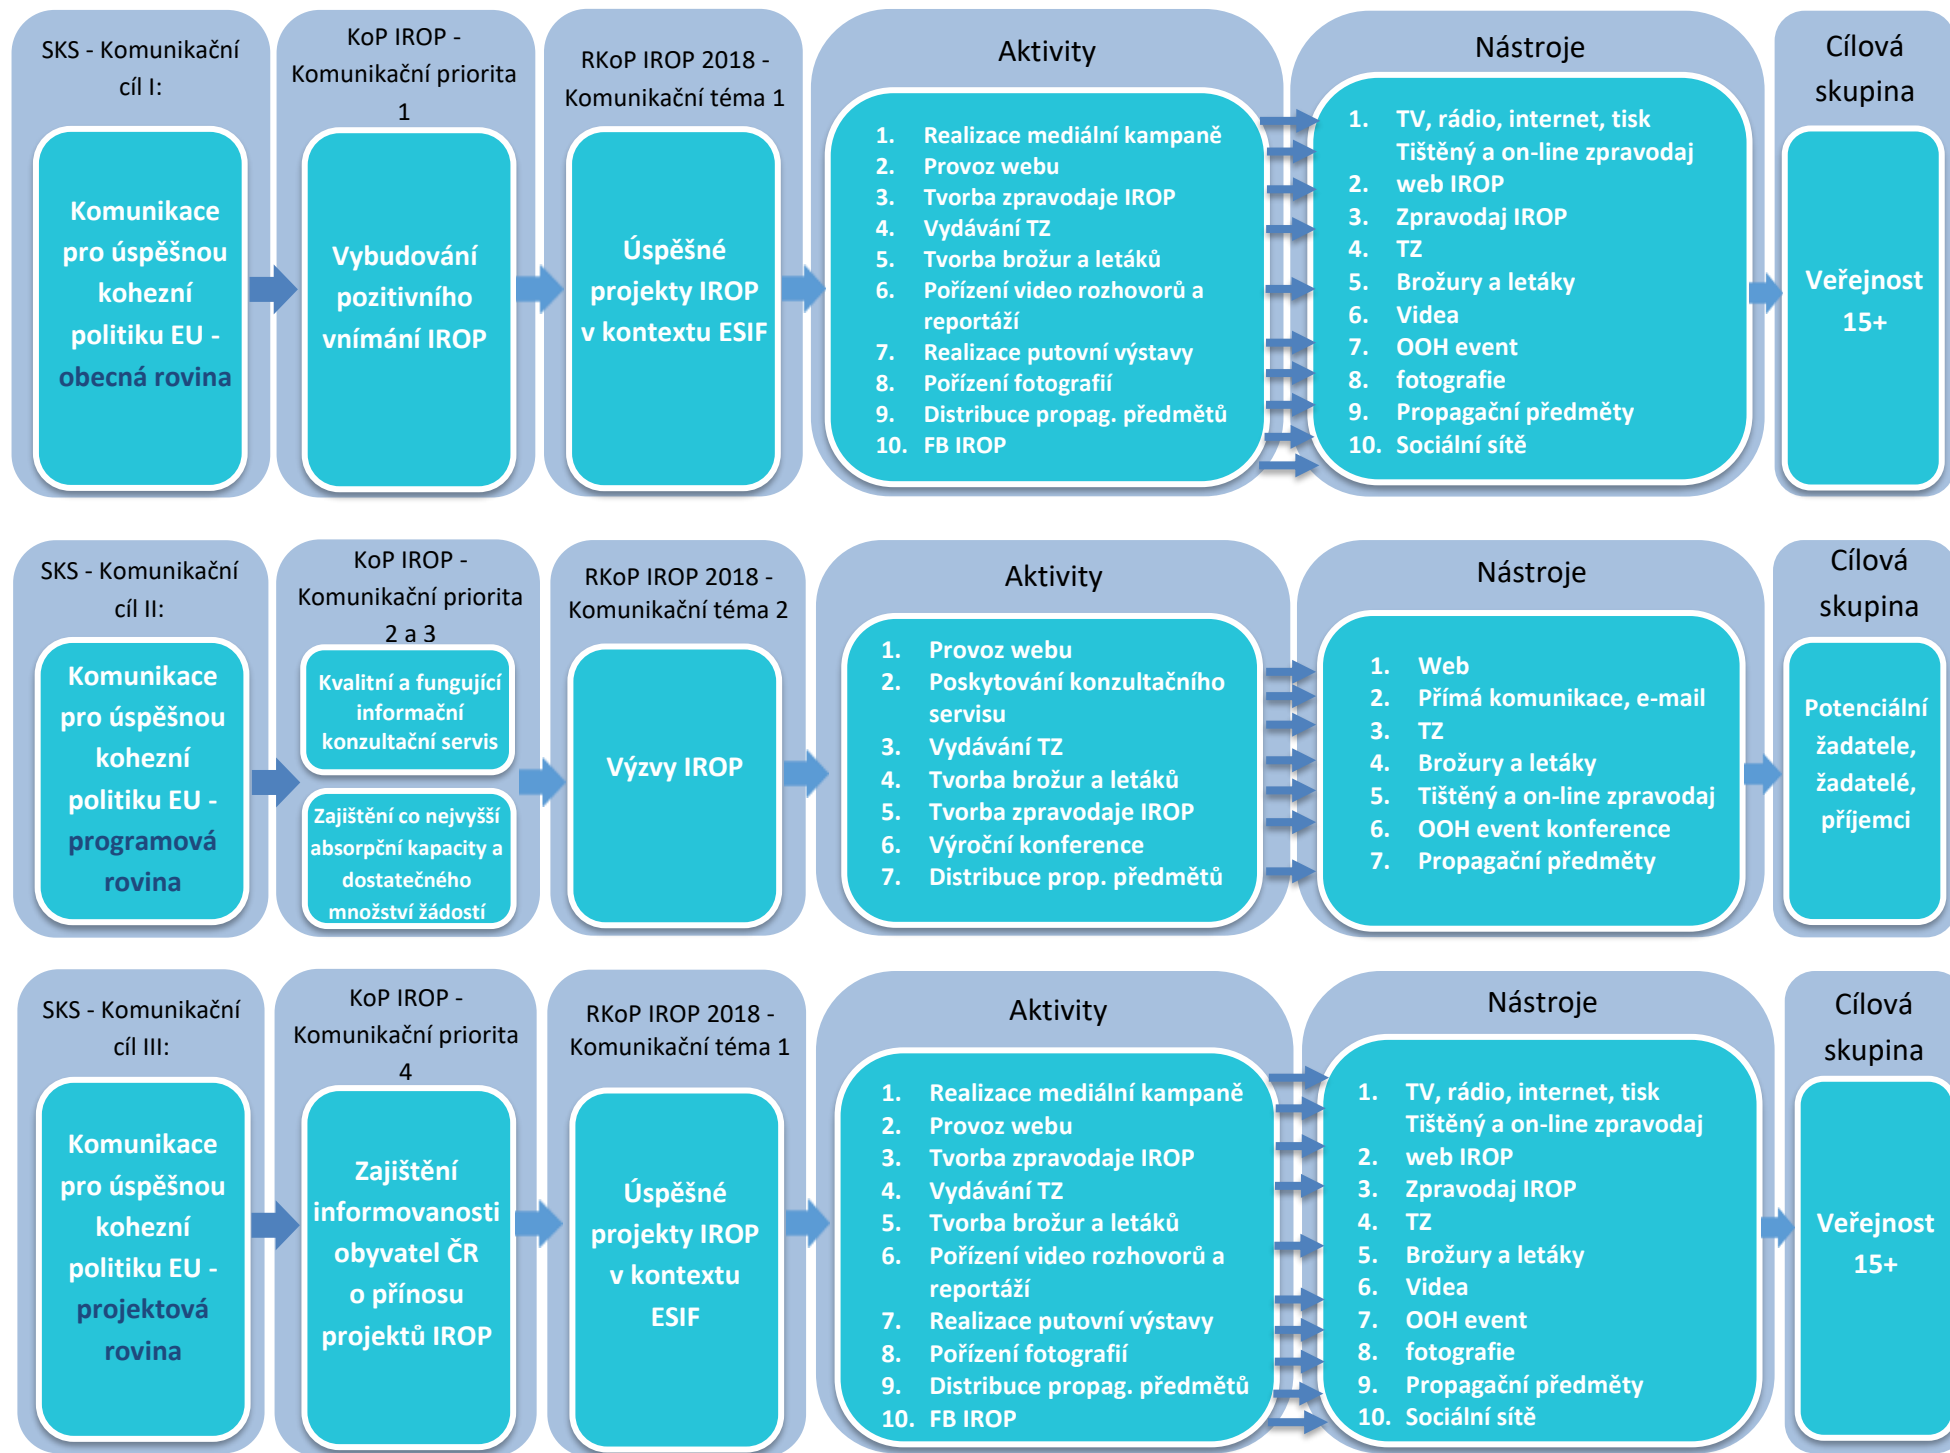 SKS - Komunikační
cíl I:
Komunikace
pro úspěšnou
kohezní
politiku EU -
obecná rovina
KoP IROP -
Komunikační priorita
1
Vybudování
pozitivního
vnímání IROP
RKoP IROP 2018 -
Komunikační téma 1
Úspěšné
projekty IROP
v kontextu ESIF
Aktivity
1. Realizace mediální kampaně
2. Provoz webu
3. Tvorba zpravodaje IROP
4. Vydávání TZ
5. Tvorba brožur a letáků
6. Pořízení video rozhovorů a
reportáží
7. Realizace putovní výstavy
8. Pořízení fotografií
9. Distribuce propag. předmětů
10. FB IROP
Nástroje
1. TV, rádio, internet, tisk
Tištěný a on-line zpravodaj
2. web IROP
3. Zpravodaj IROP
4. TZ
5. Brožury a letáky
6. Videa
7. OOH event
8. fotografie
9. Propagační předměty
10. Sociální sítě
Cílová
skupina
Veřejnost
15+
SKS - Komunikační
cíl II:
Komunikace
pro úspěšnou
kohezní
politiku EU -
programová
rovina
KoP IROP -
Komunikační priorita
2 a 3
Kvalitní a fungující
informační
konzultační servis
Zajištění co nejvyšší
absorpční kapacity a
dostatečného
množství žádostí
RKoP IROP 2018 -
Komunikační téma 2
Výzvy IROP
Aktivity
1. Provoz webu
2. Poskytování konzultačního
servisu
3. Vydávání TZ
4. Tvorba brožur a letáků
5. Tvorba zpravodaje IROP
6. Výroční konference
7. Distribuce prop. předmětů
Nástroje
1. Web
2. Přímá komunikace, e-mail
3. TZ
4. Brožury a letáky
5. Tištěný a on-line zpravodaj
6. OOH event konference
7. Propagační předměty
Cílová
skupina
Potenciální
žadatele,
žadatelé,
příjemci
SKS - Komunikační
cíl III:
Komunikace
pro úspěšnou
kohezní
politiku EU -
projektová
rovina
KoP IROP -
Komunikační priorita
4
Zajištění
informovanosti
obyvatel ČR
o přínosu
projektů IROP
RKoP IROP 2018 -
Komunikační téma 1
Úspěšné
projekty IROP
v kontextu
ESIF
Aktivity
1. Realizace mediální kampaně
2. Provoz webu
3. Tvorba zpravodaje IROP
4. Vydávání TZ
5. Tvorba brožur a letáků
6. Pořízení video rozhovorů a
reportáží
7. Realizace putovní výstavy
8. Pořízení fotografií
9. Distribuce propag. předmětů
10. FB IROP
Nástroje
1. TV, rádio, internet, tisk
Tištěný a on-line zpravodaj
2. web IROP
3. Zpravodaj IROP
4. TZ
5. Brožury a letáky
6. Videa
7. OOH event
8. fotografie
9. Propagační předměty
10. Sociální sítě
Cílová
skupina
Veřejnost
15+